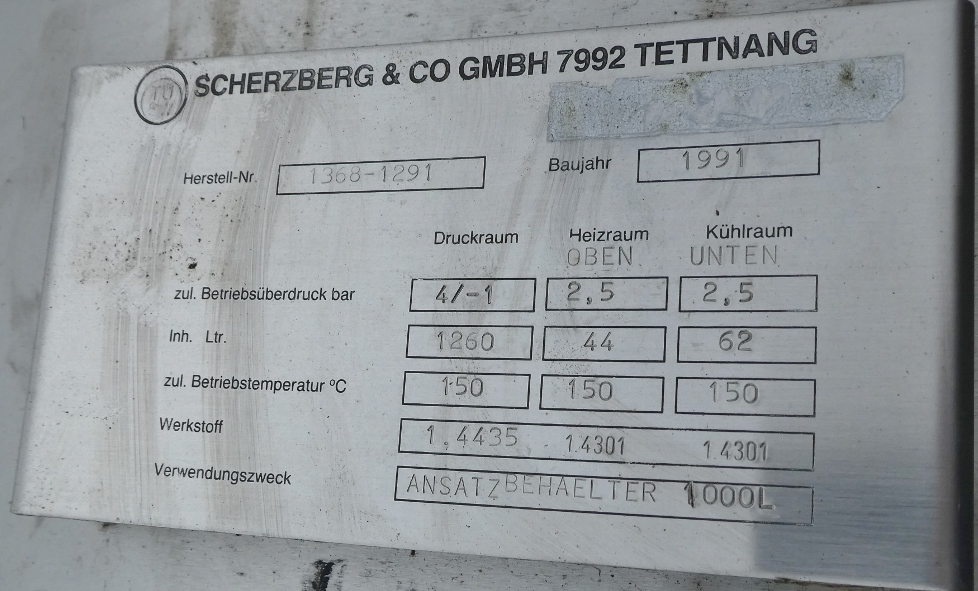 SCHERZBERG & CO GMBH 7992 TETTNANG
Herstell-Nr. 1368-1291 Baujahr 1991
Druckraum Heizraum Kühlraum
OBEN UNTEN
zul. Betriebsüberdruck bar 4/-1 2,5 2,5
Inh. Ltr. 1260 44 62
zul. Betriebstemperatur ºC 150 150 150
Werkstoff 1,4435 1.4301 1.4301
Verwendungszweck ANSATZBEHAELTER 1000L